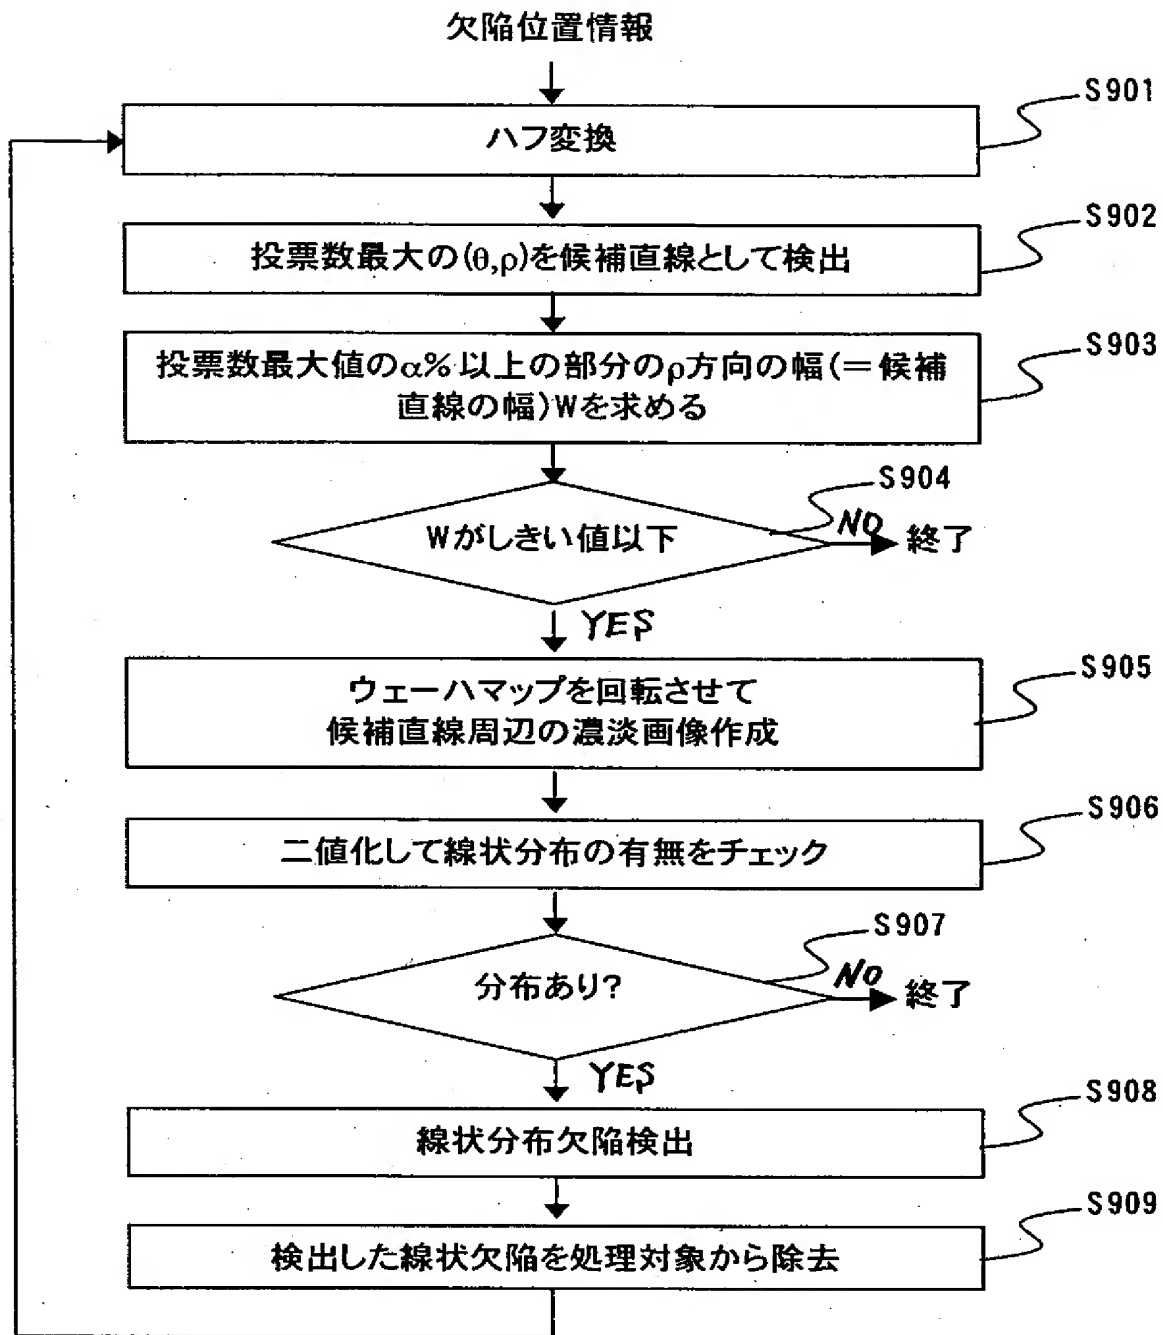 欠陥位置情報
S901
ハフ変換
S902
投票数最大の(θ,ρ)を候補直線として検出
S903
投票数最大値のα%以上の部分のρ方向の幅(=候補
直線の幅)Wを求める
S904
Wがしきい値以下
NO
終了
YES
S905
ウェーハマップを回転させて
候補直線周辺の濃淡画像作成
S906
二値化して線状分布の有無をチェック
S907
分布あり?
NO
終了
YES
S908
線状分布欠陥検出
S909
検出した線状欠陥を処理対象から除去